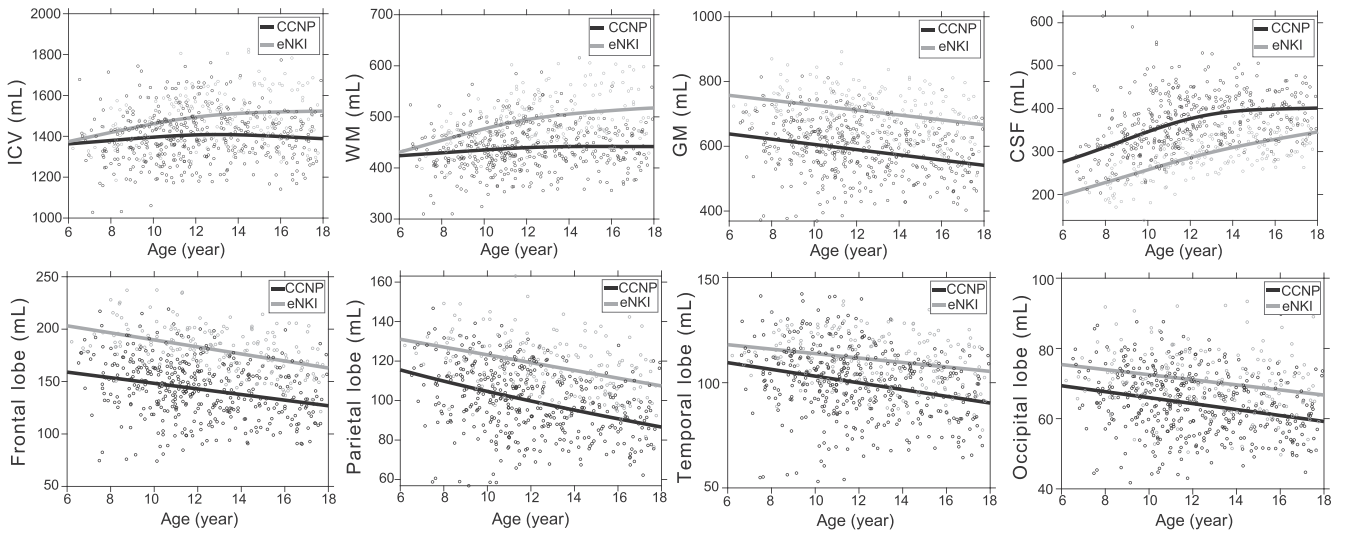 2000
1800
1600
1400
1200
1000
ICV (mL)
CCNP
eNKI
6 8 10 12 14 16 18
Age (year)
700
600
500
400
300
WM (mL)
CCNP
eNKI
6 8 10 12 14 16 18
Age (year)
1000
800
600
400
GM (mL)
CCNP
eNKI
6 8 10 12 14 16 18
Age (year)
600
500
400
300
200
CSF (mL)
CCNP
eNKI
6 8 10 12 14 16 18
Age (year)
250
200
150
100
50
Frontal lobe (mL)
CCNP
eNKI
6 8 10 12 14 16 18
Age (year)
160
140
120
100
80
60
Parietal lobe (mL)
CCNP
eNKI
6 8 10 12 14 16 18
Age (year)
150
100
50
Temporal lobe (mL)
CCNP
eNKI
6 8 10 12 14 16 18
Age (year)
100
80
60
40
Occipital lobe (mL)
CCNP
eNKI
6 8 10 12 14 16 18
Age (year)